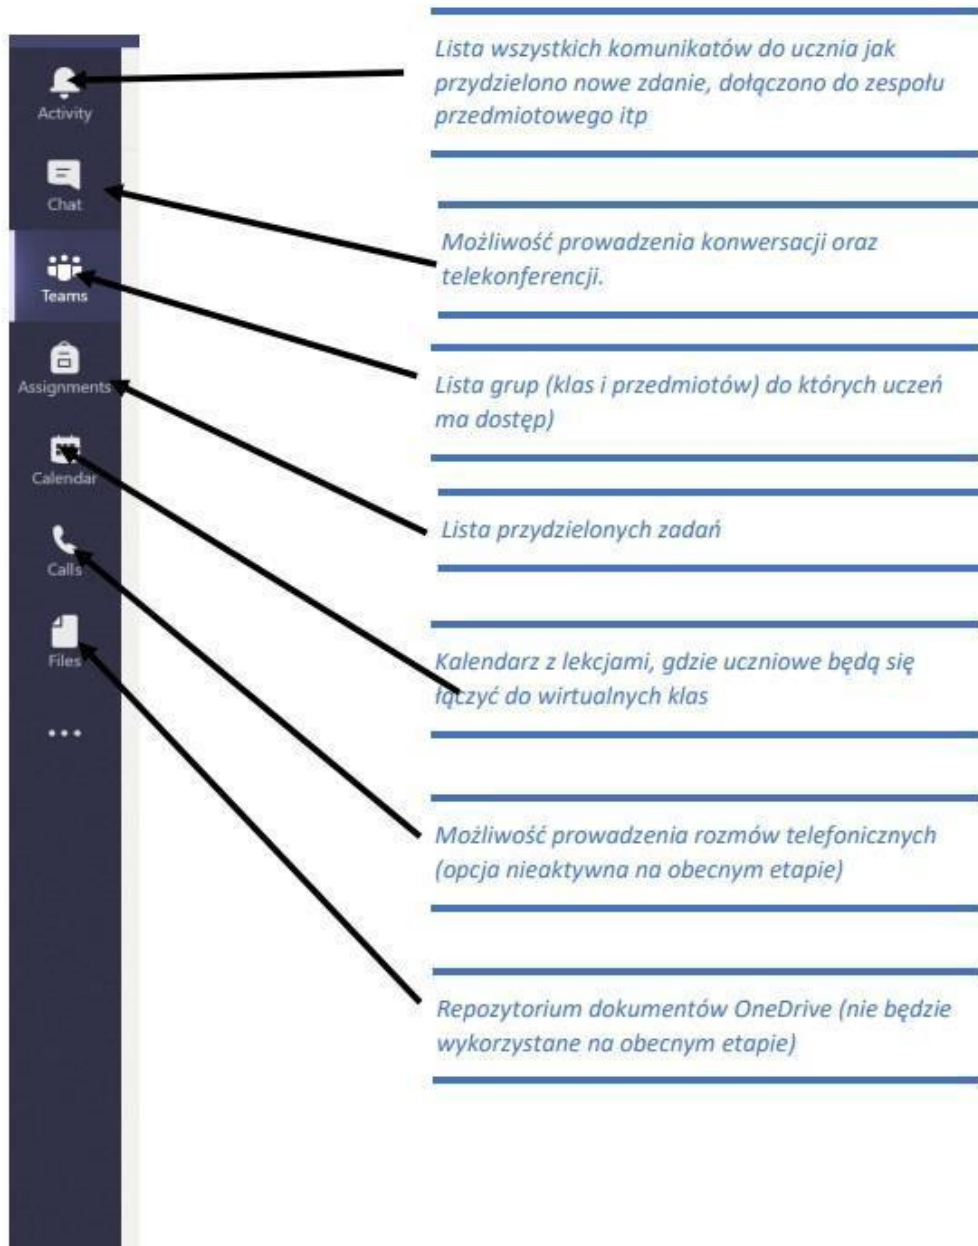 Activity
Chat
Teams
Assignments
Calendar
Calls
Files
Lista wszystkich komunikatów do ucznia jak
przydzielono nowe zdanie, dołączono do zespołu
przedmiotowego itp
Możliwość prowadzenia konwersacji oraz
telekonferencji.
Lista grup (klas i przedmiotów) do których uczeń
ma dostęp)
Lista przydzielonych zadań
Kalendarz z lekcjami, gdzie uczniowe będą się
łączyć do wirtualnych klas
Możliwość prowadzenia rozmów telefonicznych
(opcja nieaktywna na obecnym etapie)
Repozytorium dokumentów OneDrive (nie będzie
wykorzystane na obecnym etapie)